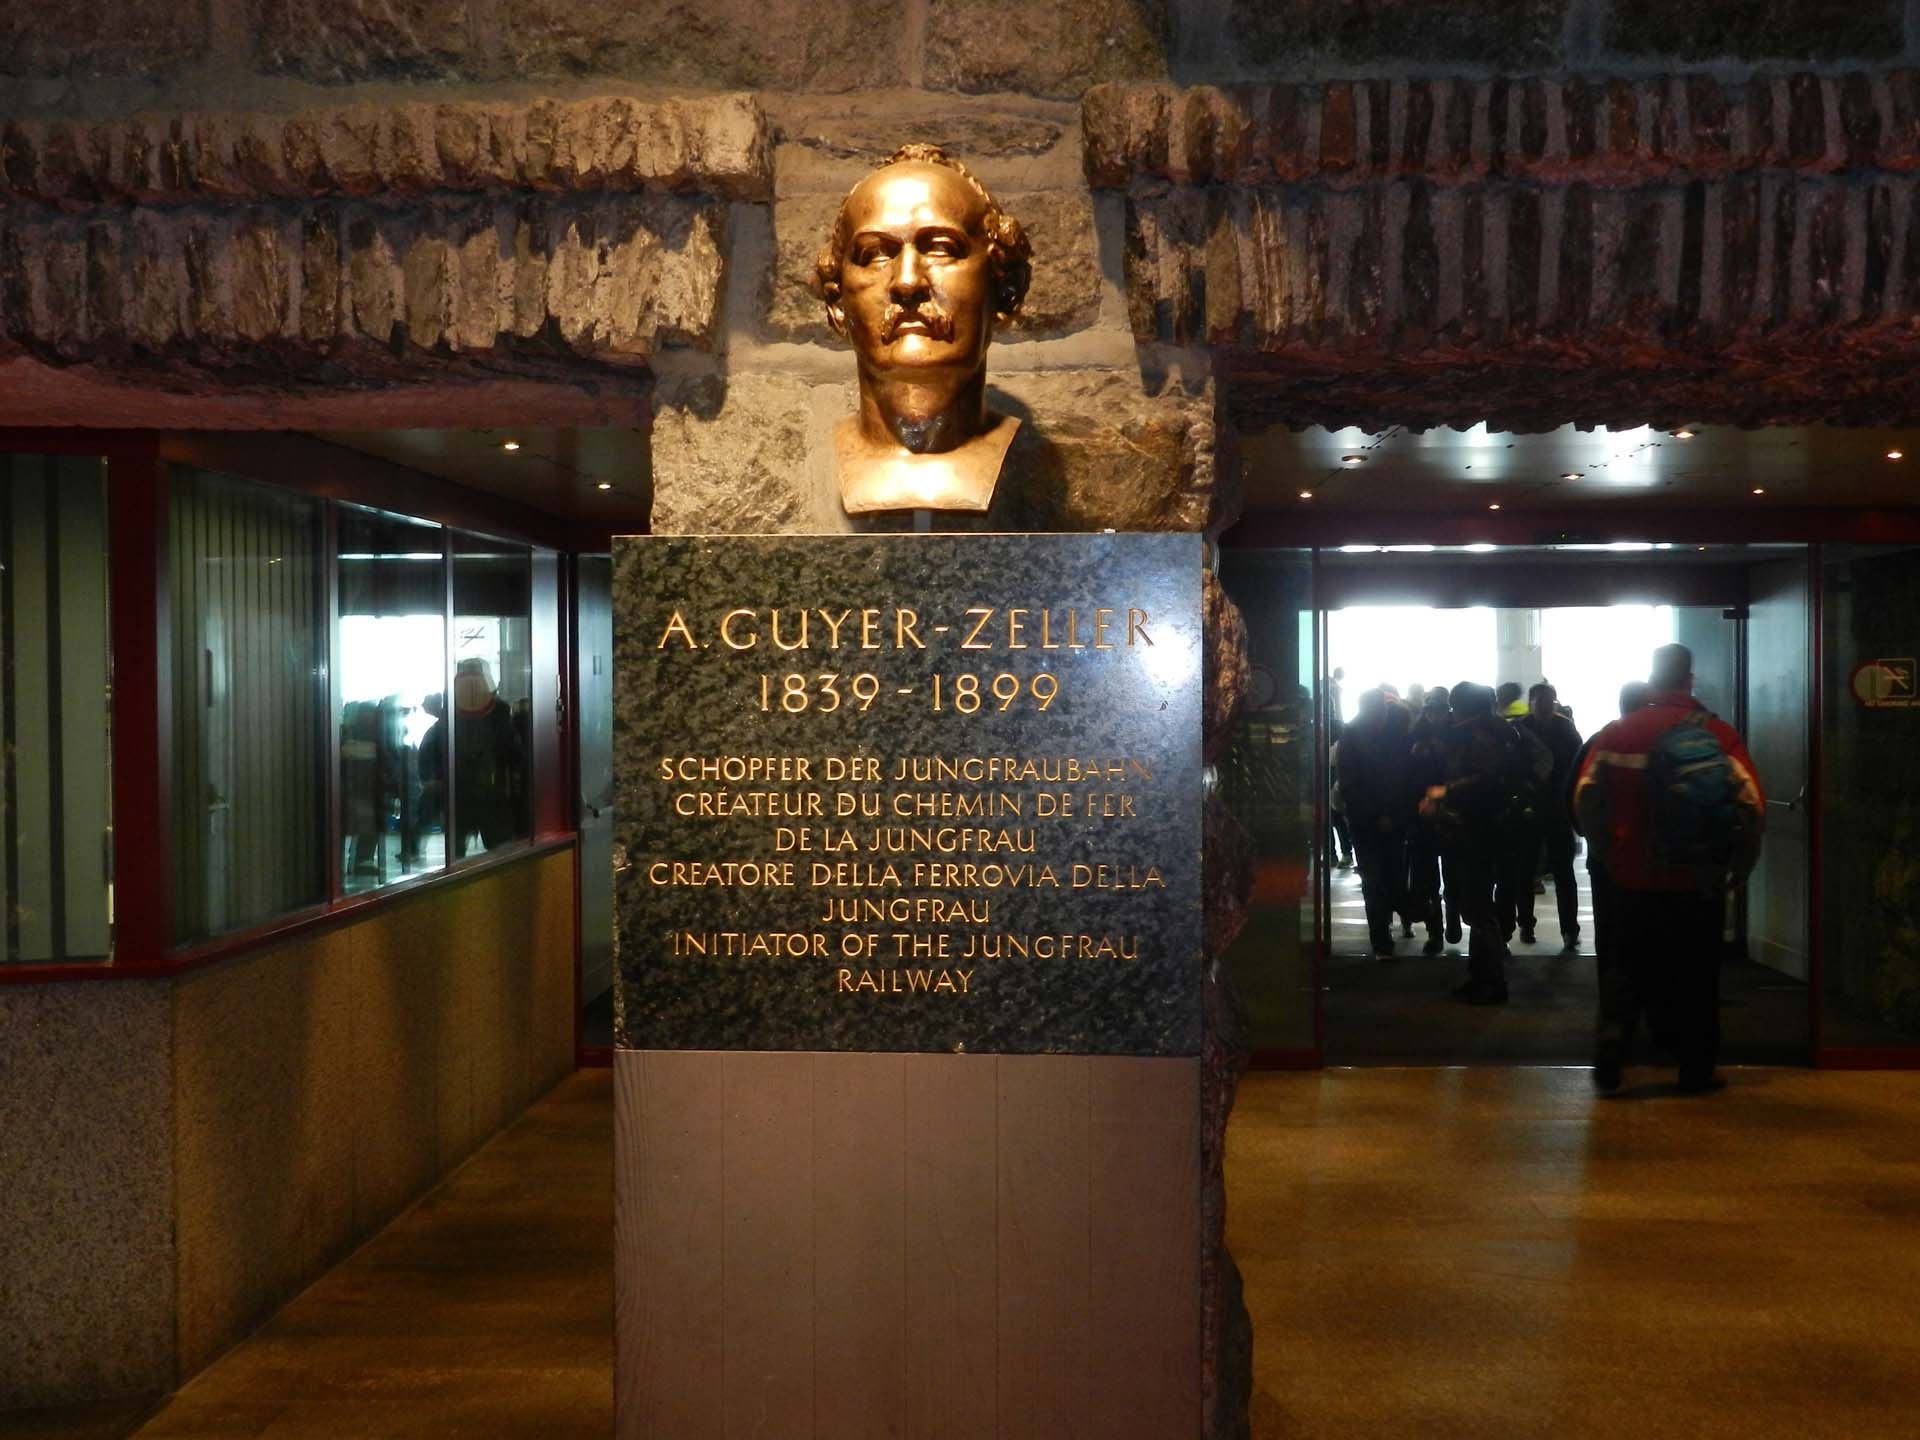 A. GUYER-ZELLER
1839-1899
SCHÖPFER DER JUNGFRAUBAHN
CRÉATEUR DU CHEMIN DE FER
DE LA JUNGFRAU
CREATORE DELLA FERROVIA DELLA
JUNGFRAU
INITIATOR OF THE JUNGFRAU
RAILWAY